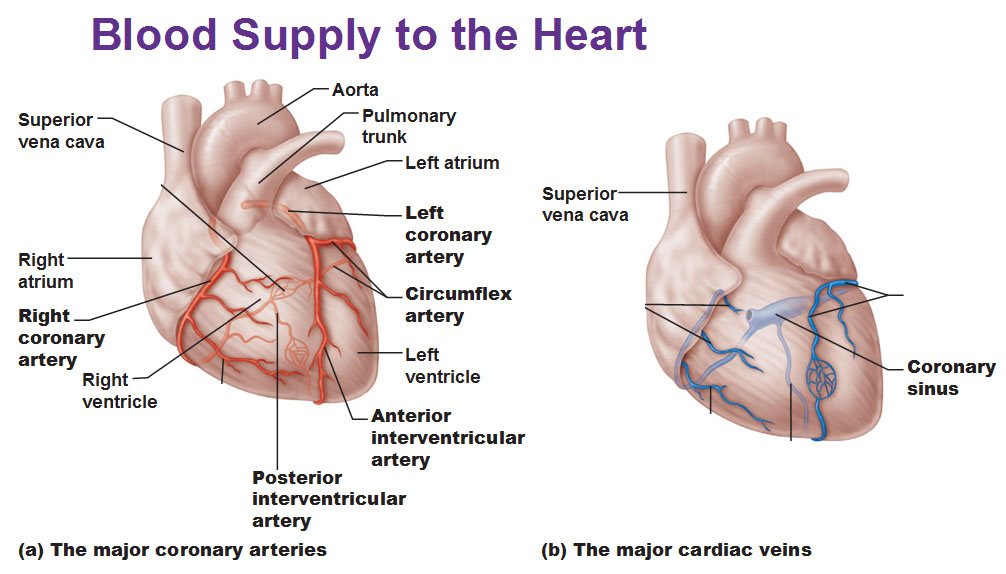 Blood Supply to the Heart
Aorta
Superior
vena cava
Pulmonary
trunk
Left atrium
Left
coronary
artery
Right
atrium
Circumflex
artery
Right
coronary
artery
Left
ventricle
Right
ventricle
Anterior
interventricular
artery
Posterior
interventricular
artery
(a) The major coronary arteries
Superior
vena cava
Coronary
sinus
(b) The major cardiac veins